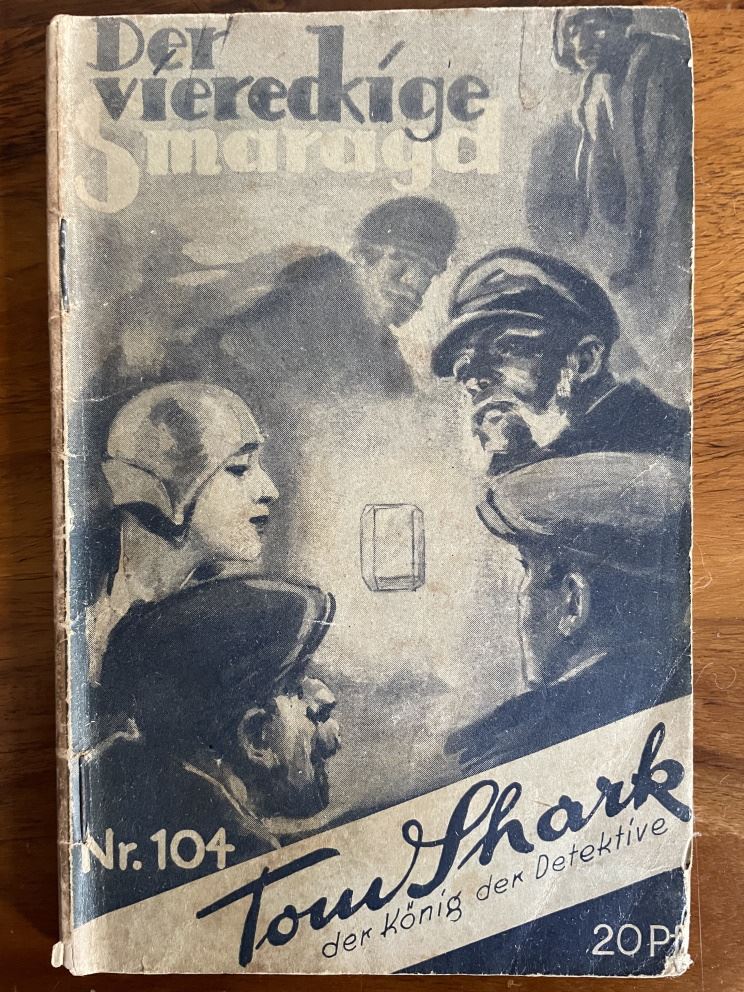 Der
viereckige
Smaragd
Nr. 104
Tom Shark
der König der Detektive
20 Pf